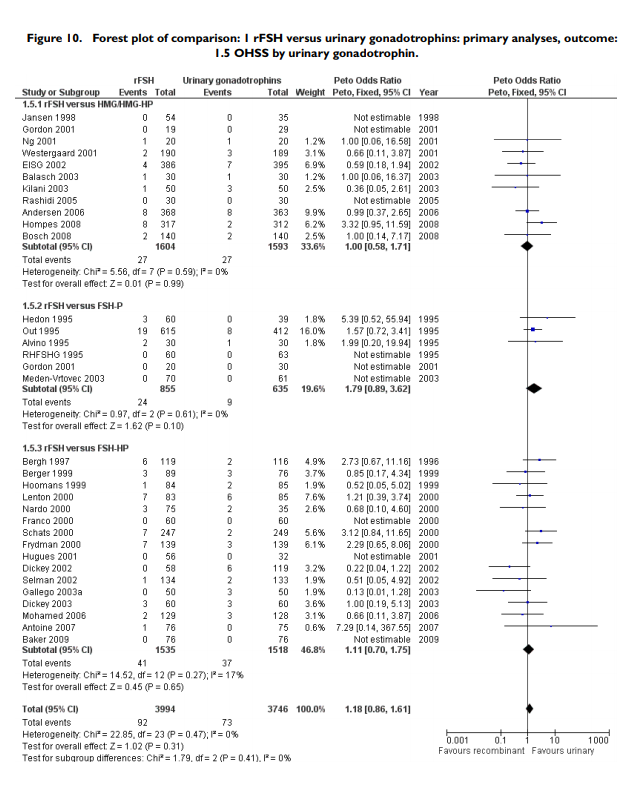 Figure 10. Forest plot of comparison: 1 rFSH versus urinary gonadotrophins: primary analyses, outcome:
1.5 OHSS by urinary gonadotrophin.
rFSH Urinary gonadotrophins Peto Odds Ratio Peto Odds Ratio
Study or Subgroup Events Total Events Total Weight Peto, Fixed, 95% CI Year Peto, Fixed, 95% CI
1.5.1 rFSH versus HMG/HMG-HP
Jansen 1998 0 54 0 35 Not estimable 1998
Gordon 2001 0 19 0 29 Not estimable 2001
Ng 2001 1 20 1 20 1.2% 1.00 [0.06, 16.58] 2001
Westergaard 2001 2 190 3 189 3.1% 0.66 [0.11, 3.87] 2001
EISG 2002 4 386 7 395 6.8% 0.59 [0.18, 1.94] 2002
Balasch 2003 1 30 1 30 1.2% 1.00 [0.06, 16.37] 2003
Kilani 2003 1 50 3 50 2.5% 0.36 [0.05, 2.61] 2003
Rashidi 2005 0 30 0 30 Not estimable 2005
Andersen 2006 8 368 8 363 9.9% 0.99 [0.37, 2.65] 2006
Hompes 2008 8 317 2 312 6.2% 3.32 [0.95, 11.59] 2008
Bosch 2008 2 140 2 140 2.5% 1.00 [0.14, 7.17] 2008
Subtotal (95% CI) 1604 1593 33.6% 1.00 [0.58, 1.71]
Total events 27 27
Heterogeneity: Chi² = 5.56, df = 7 (P = 0.59); I² = 0%
Test for overall effect: Z = 0.01 (P = 0.99)
1.5.2 rFSH versus FSH-P
Hedon 1995 3 60 0 39 1.8% 5.39 [0.52, 55.94] 1995
Out 1995 19 615 8 412 16.0% 1.57 [0.72, 3.41] 1995
Alvino 1995 2 30 1 30 1.8% 1.99 [0.20, 19.94] 1995
RHFSHG 1995 0 60 0 63 Not estimable 1995
Gordon 2001 0 20 0 30 Not estimable 2001
Meden-Vrtovec 2003 0 70 0 61 Not estimable 2003
Subtotal (95% CI) 855 635 19.6% 1.79 [0.89, 3.62]
Total events 24 9
Heterogeneity: Chi² = 0.97, df = 2 (P = 0.61); I² = 0%
Test for overall effect: Z = 1.62 (P = 0.10)
1.5.3 rFSH versus FSH-HP
Bergh 1997 6 119 2 116 4.9% 2.73 [0.67, 11.16] 1996
Berger 1999 3 89 3 76 3.7% 0.85 [0.17, 4.34] 1999
Hoomans 1999 1 84 2 85 1.9% 0.52 [0.05, 5.02] 1999
Lenton 2000 7 83 6 85 7.8% 1.21 [0.39, 3.74] 2000
Nardo 2000 3 75 2 35 2.7% 0.68 [0.10, 4.60] 2000
Franco 2000 0 60 0 60 Not estimable 2000
Schats 2000 7 247 2 249 5.6% 3.12 [0.84, 11.65] 2000
Frydman 2000 7 139 3 139 6.1% 2.29 [0.65, 8.06] 2000
Hugues 2001 0 56 0 32 Not estimable 2001
Dickey 2002 0 58 6 119 3.2% 0.22 [0.04, 1.22] 2002
Selman 2002 1 134 2 133 1.9% 0.51 [0.05, 4.92] 2002
Gallego 2003a 0 50 3 50 1.9% 0.13 [0.01, 1.28] 2003
Dickey 2003 3 60 3 60 3.6% 1.00 [0.19, 5.13] 2003
Mohamed 2006 2 129 3 128 3.1% 0.66 [0.11, 3.87] 2006
Antoine 2007 1 76 0 75 0.6% 7.29 [0.14, 367.55] 2007
Baker 2009 0 76 0 76 Not estimable 2009
Subtotal (95% CI) 1535 1518 46.8% 1.11 [0.70, 1.75]
Total events 41 37
Heterogeneity: Chi² = 14.52, df = 12 (P = 0.27); I² = 17%
Test for overall effect: Z = 0.45 (P = 0.65)
Total (95% CI) 3994 3746 100.0% 1.18 [0.86, 1.61]
Total events 92 73
Heterogeneity: Chi² = 22.85, df = 23 (P = 0.47); I² = 0%
Test for overall effect: Z = 1.02 (P = 0.31)
Test for subgroup differences: Chi² = 1.79, df = 2 (P = 0.41), I² = 0%
0.001 0.1 1 10 1000
Favours recombinant Favours urinary